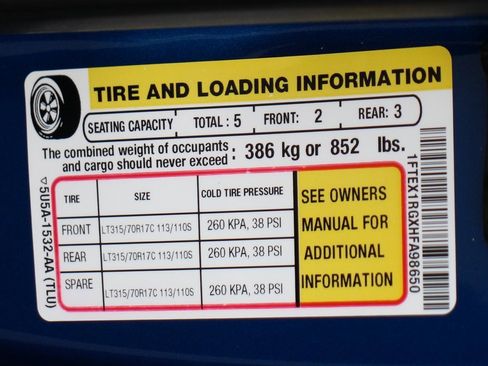 TIRE AND LOADING INFORMATION
SEATING CAPACITY TOTAL : 5 FRONT: 2 REAR: 3
The combined weight of occupants
and cargo should never exceed : 386 kg or 852 lbs.
TIRE SIZE COLD TIRE PRESSURE
FRONT LT315/70R17C 113/110S 260 KPA, 38 PSI
REAR LT315/70R17C 113/110S 260 KPA, 38 PSI
SPARE LT315/70R17C 113/110S 260 KPA, 38 PSI
SEE OWNERS
MANUAL FOR
ADDITIONAL
INFORMATION
5U5A-1532-AA (TLU)
1FTEX1RGXHFA98650